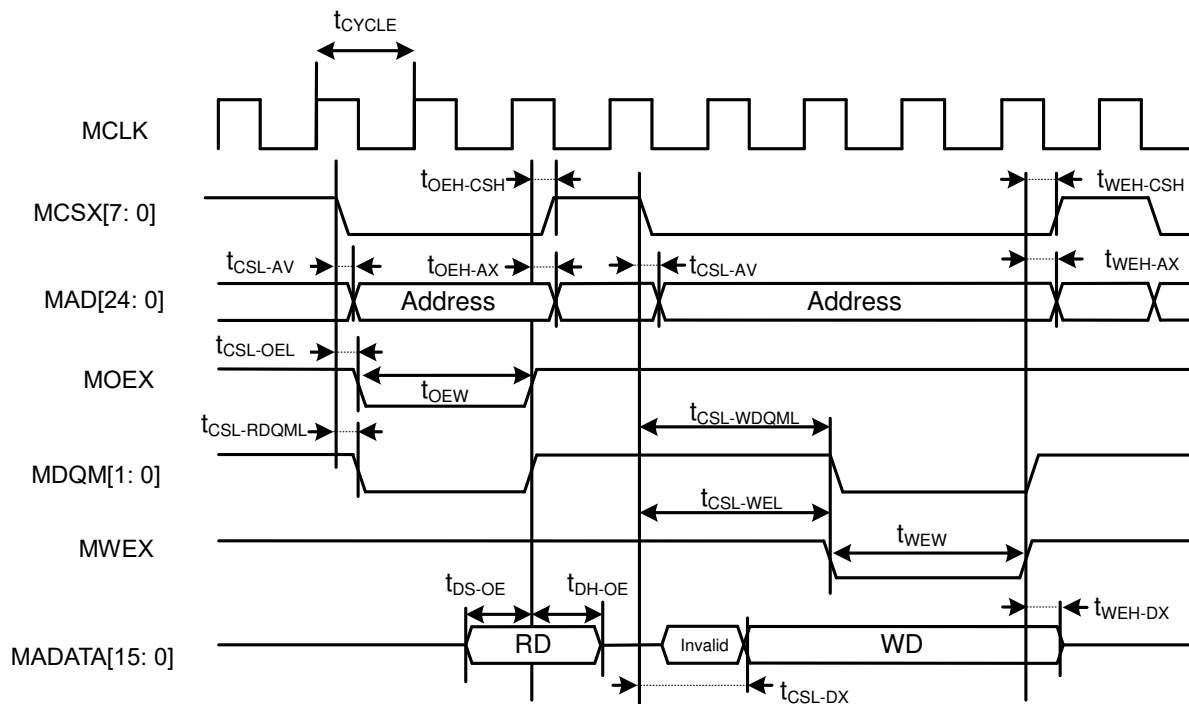 tCYCLE
MCLK
tOEH-CSH
tWEH-CSH
MCSX[7: 0]
tCSL-AV
tOEH-AX
tCSL-AV
tWEH-AX
MAD[24: 0]
Address
Address
tCSL-OEL
MOEX
tOEW
tCSL-RDQML
tCSL-WDQML
MDQM[1: 0]
tCSL-WEL
MWEX
tWEW
tDS-OE
tDH-OE
tWEH-DX
MADATA[15: 0]
RD
Invalid
WD
tCSL-DX